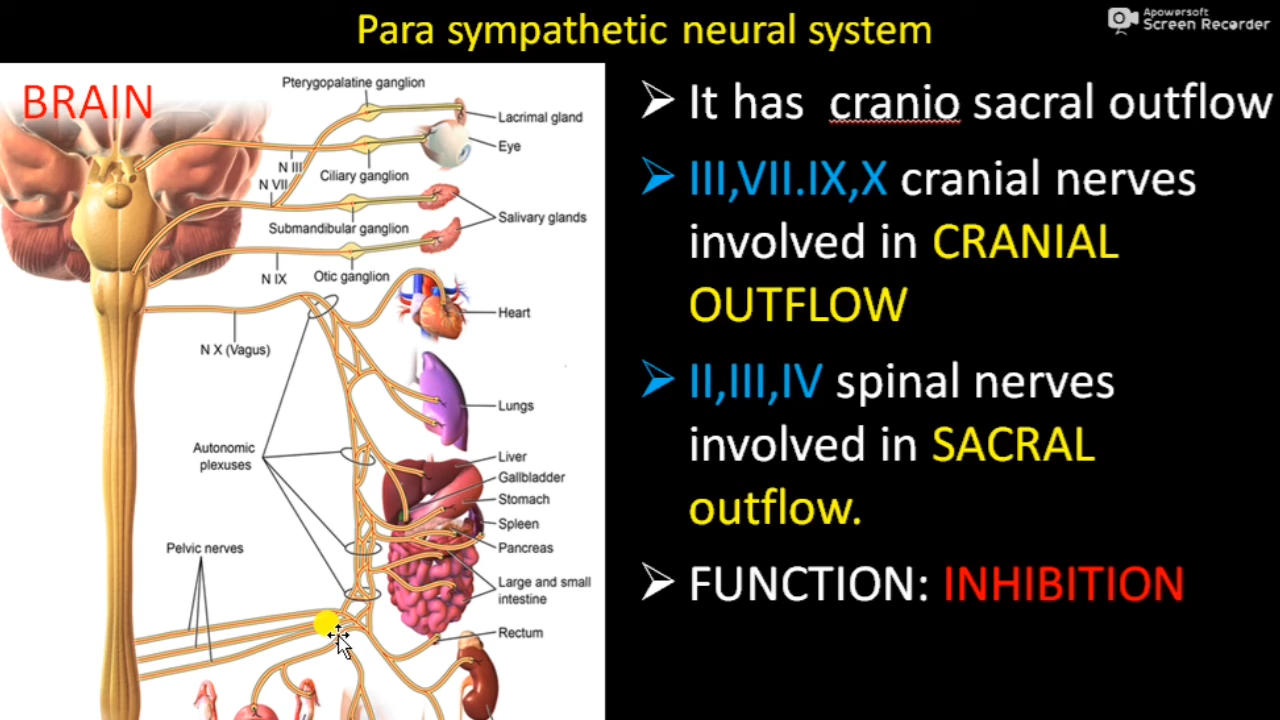 Para sympathetic neural system
Apowersoft
Screen Recorder
BRAIN
Pterygopalatine ganglion
Lacrimal gland
Eye
N III
N VII
Ciliary ganglion
Salivary glands
Submandibular ganglion
N IX
Otic ganglion
Heart
N X (Vagus)
Lungs
Autonomic
plexuses
Liver
Gallbladder
Stomach
Spleen
Pancreas
Pelvic nerves
Large and small
intestine
Rectum
➢ It has cranio sacral outflow
➢ III,VII.IX,X cranial nerves
involved in CRANIAL
OUTFLOW
➢ II,III,IV spinal nerves
involved in SACRAL
outflow.
➢ FUNCTION: INHIBITION